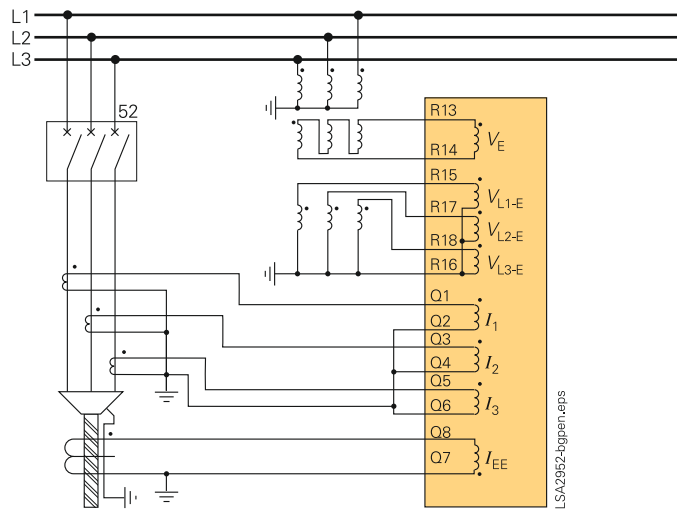 L1
L2
L3
52
R13
V_E
R14
R15
V_L1-E
R17
V_L2-E
R18
V_L3-E
R16
Q1
I_1
Q2
Q3
I_2
Q4
Q5
I_3
Q6
Q8
Q7
I_EE
LSA2952-bgpen.eps